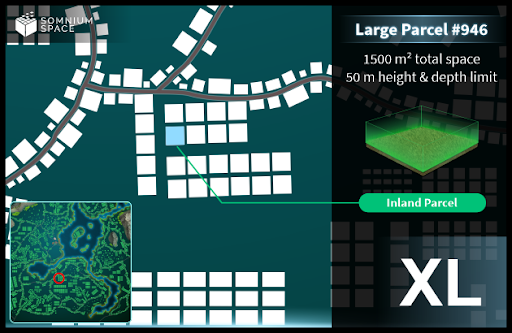 SOMNIUM
SPACE
Large Parcel #946
1500 m² total space
50 m height & depth limit
Inland Parcel
XL